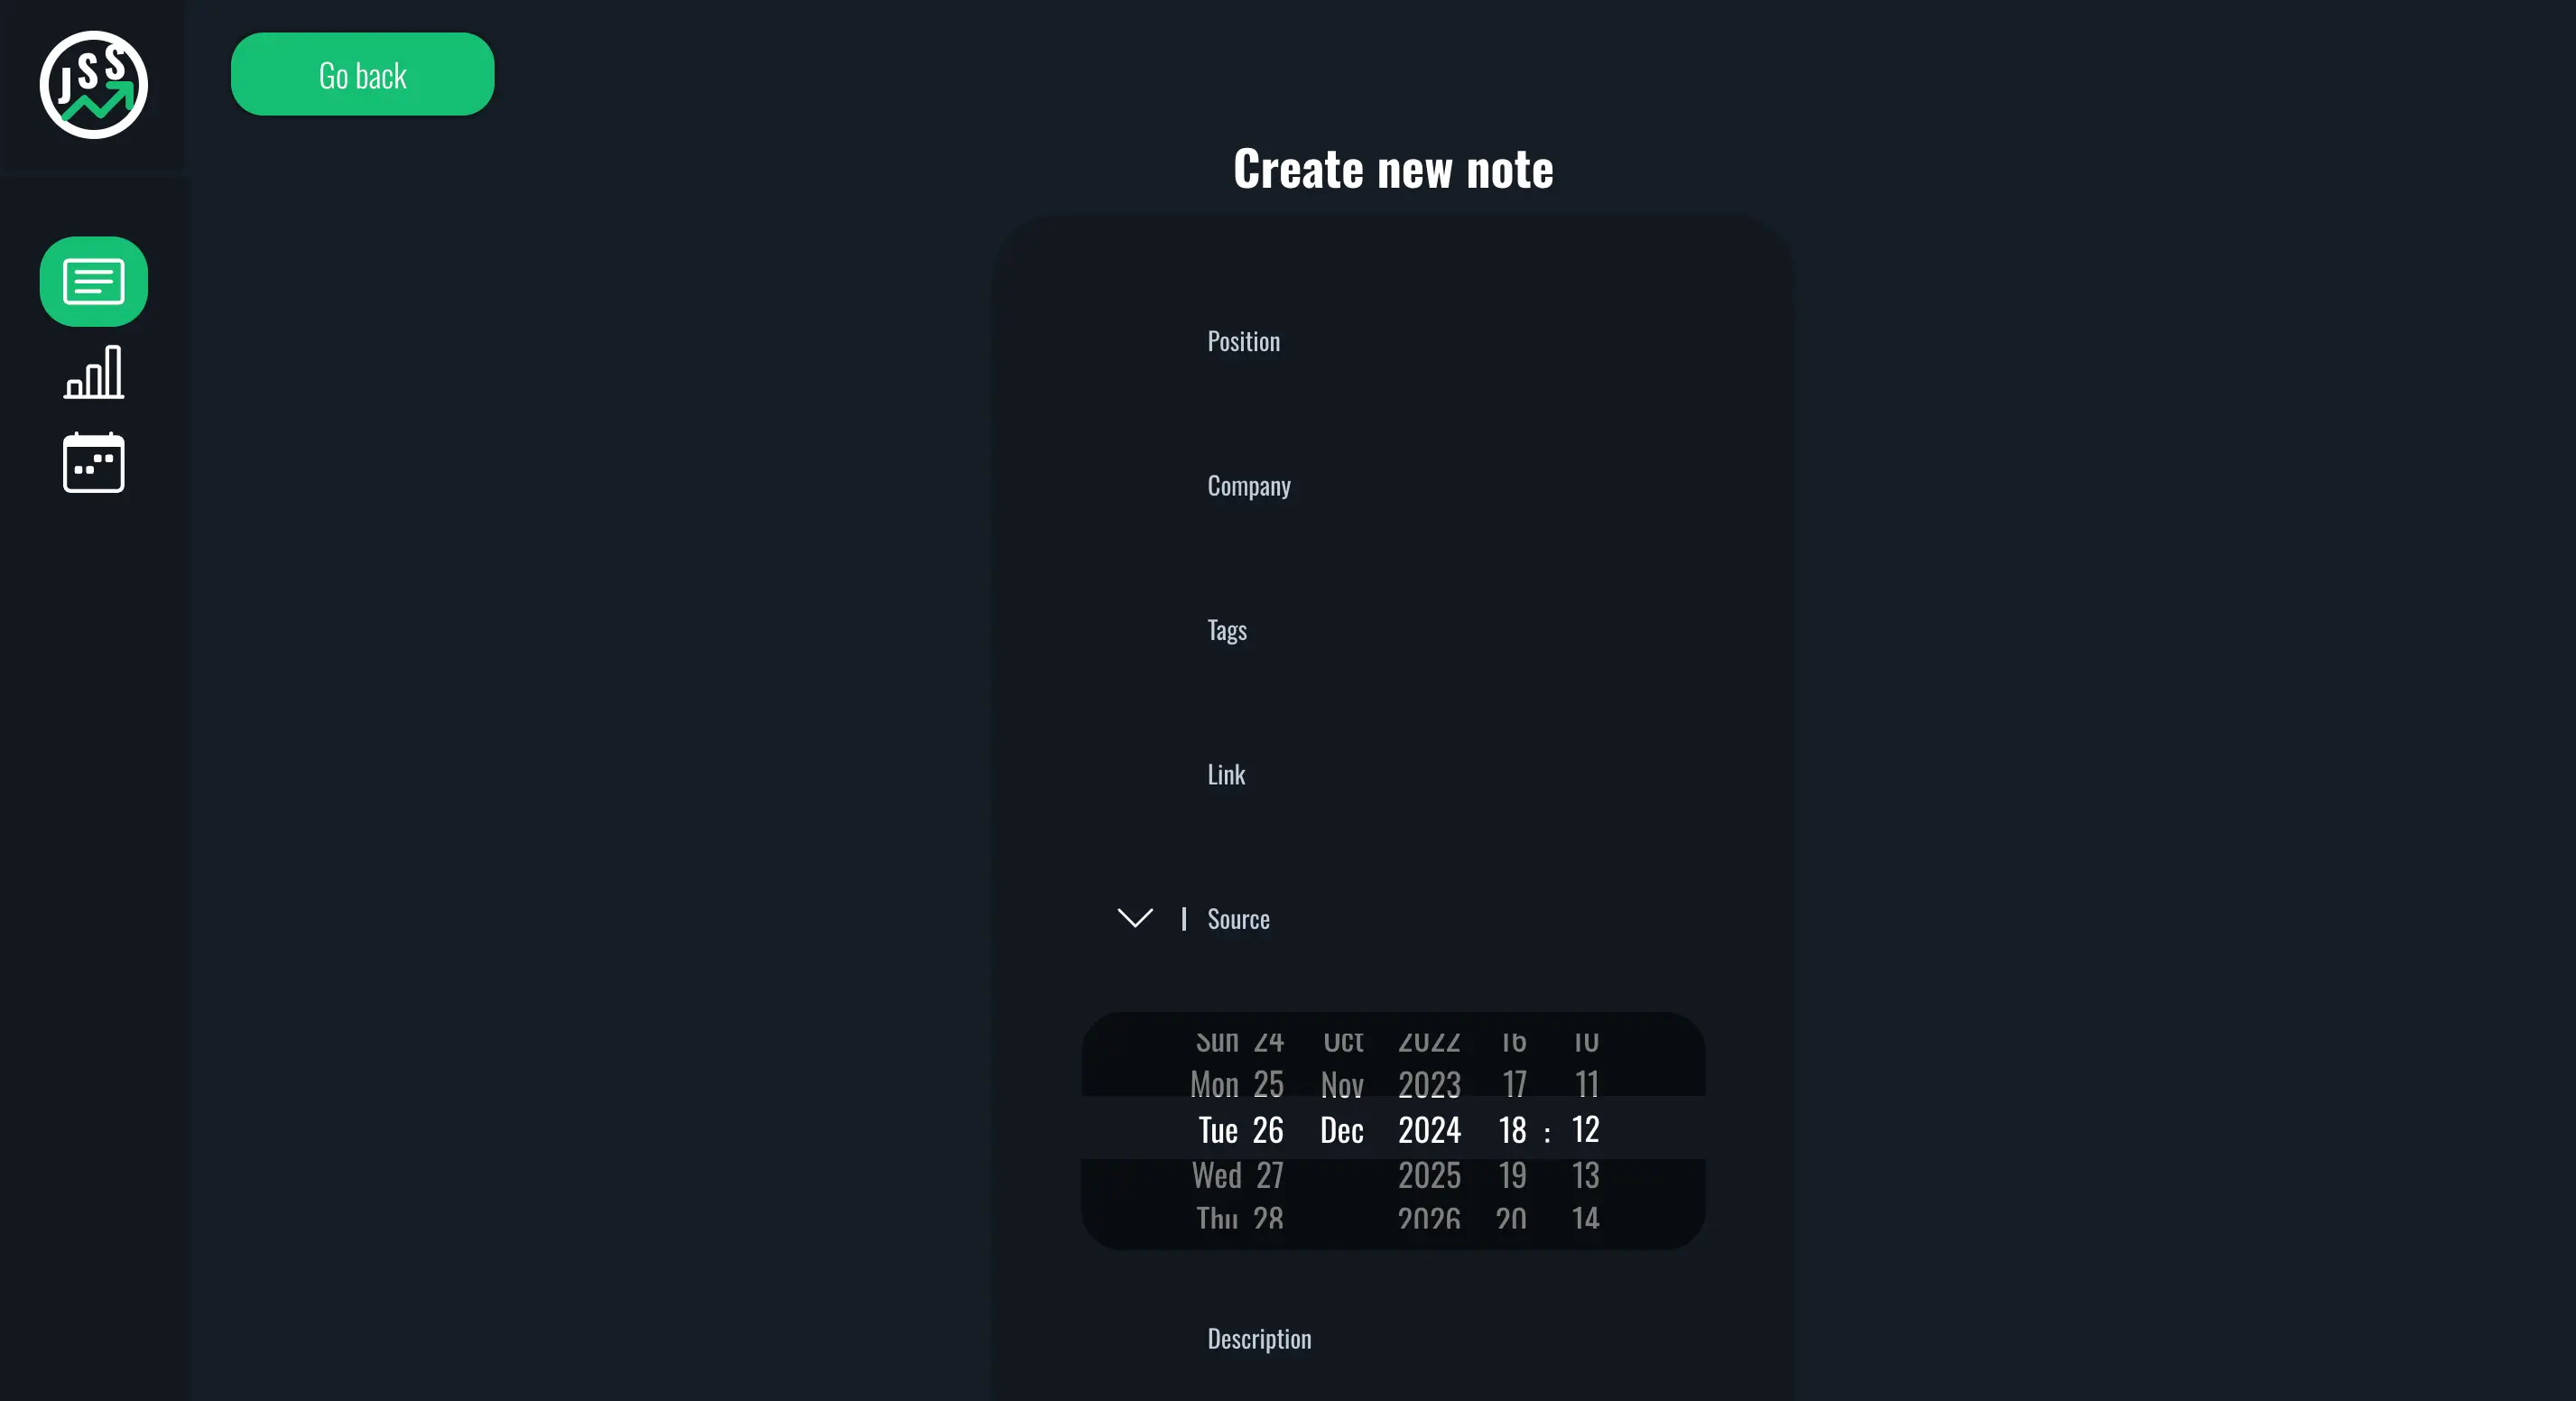 JSS
Go back
Create new note
Position
Company
Tags
Link
Source
Sun 24 Oct 2022 16 10
Mon 25 Nov 2023 17 11
Tue 26 Dec 2024 18 : 12
Wed 27 2025 19 13
Thu 28 2026 20 14
Description